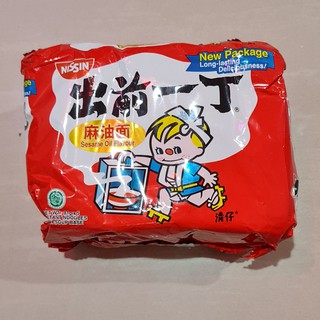 NISSIN
New Package
Long-lasting
Deliciousness!
出前一丁
麻油面
Sesame Oil Flavour
清仔